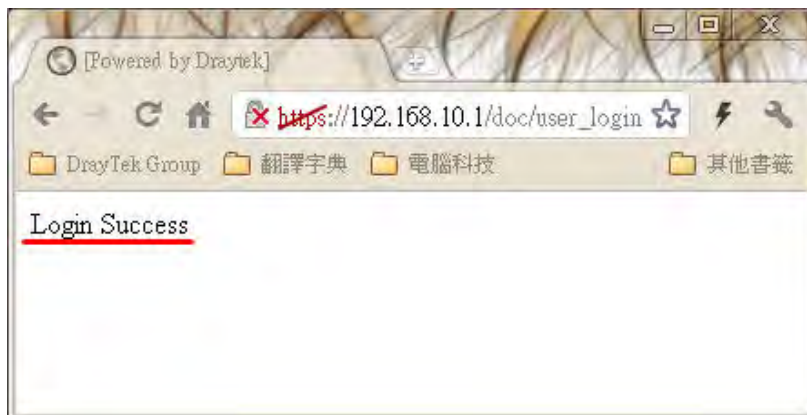 [Powered by Draytek]
https://192.168.10.1/doc/user_login
DrayTek Group 翻譯字典 電腦科技 其他書籤
Login Success